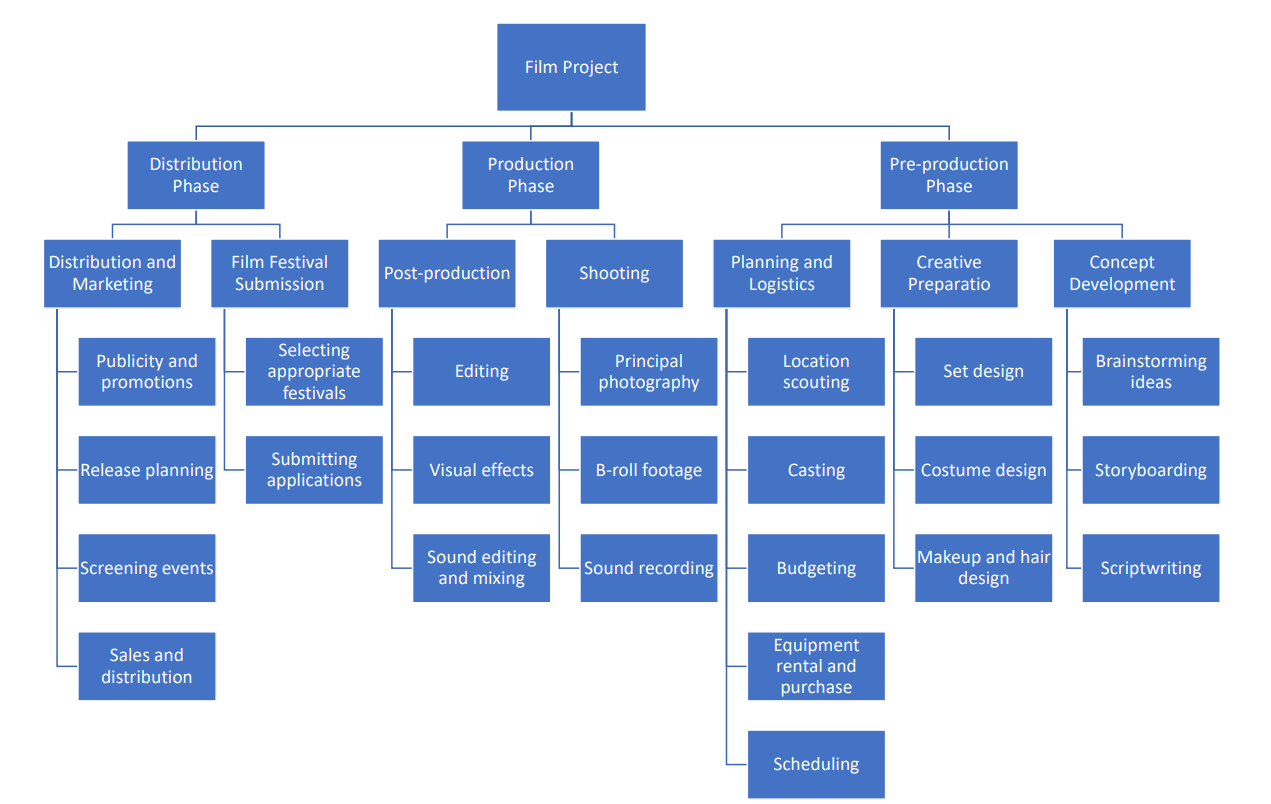 Film Project
Distribution
Phase
Production
Phase
Pre-production
Phase
Distribution and
Marketing
Film Festival
Submission
Post-production
Shooting
Planning and
Logistics
Creative
Preparatio
Concept
Development
Publicity and
promotions
Selecting
appropriate
festivals
Editing
Principal
photography
Location
scouting
Set design
Brainstorming
ideas
Release planning
Submitting
applications
Visual effects
B-roll footage
Casting
Costume design
Storyboarding
Screening events
Sound editing
and mixing
Sound recording
Budgeting
Makeup and hair
design
Scriptwriting
Sales and
distribution
Equipment
rental and
purchase
Scheduling